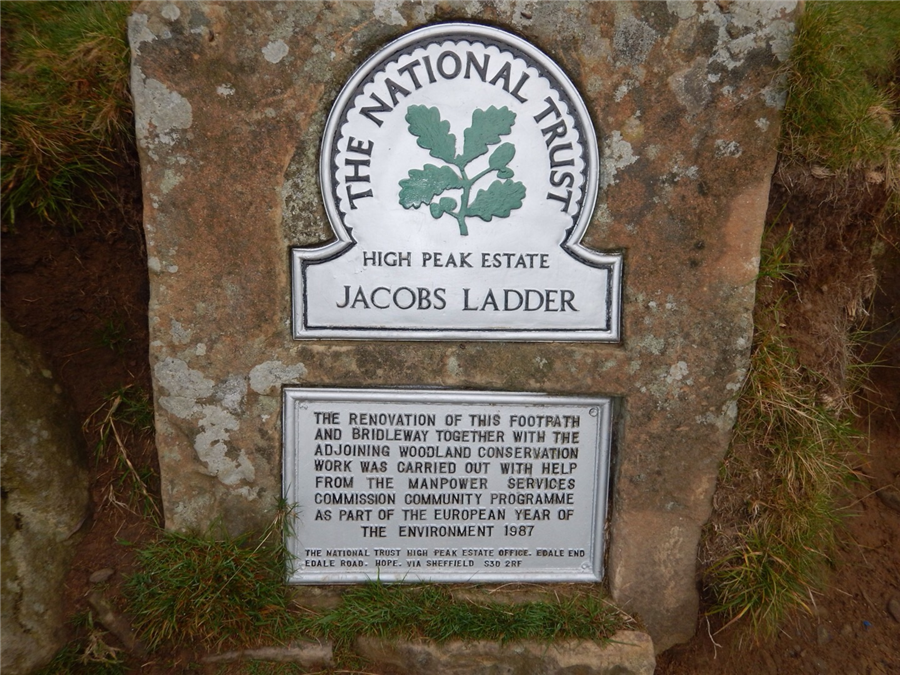 THE NATIONAL TRUST
HIGH PEAK ESTATE
JACOBS LADDER
THE RENOVATION OF THIS FOOTPATH
AND BRIDLEWAY TOGETHER WITH THE
ADJOINING WOODLAND CONSERVATION
WORK WAS CARRIED OUT WITH HELP
FROM THE MANPOWER SERVICES
COMMISSION COMMUNITY PROGRAMME
AS PART OF THE EUROPEAN YEAR OF
THE ENVIRONMENT 1987
THE NATIONAL TRUST HIGH PEAK ESTATE OFFICE. EDALE END
EDALE ROAD. HOPE. VIA SHEFFIELD S30 2RF